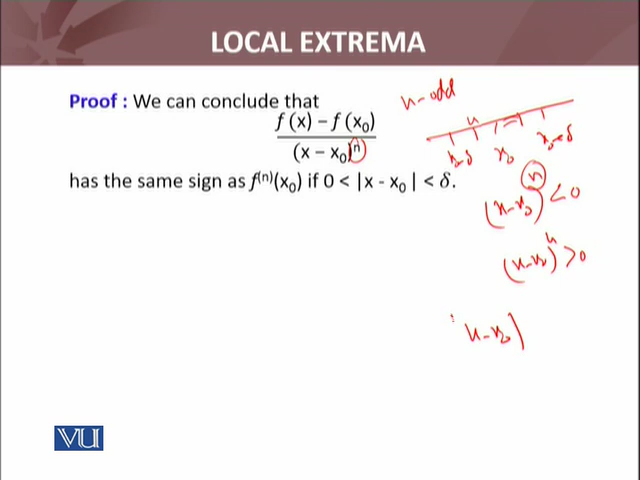 LOCAL EXTREMA
Proof : We can conclude that
f (x) – f (x₀)
(x – x₀)ⁿ
has the same sign as f⁽ⁿ⁾(x₀) if 0 < |x - x₀ | < δ.
n-odd
x
x₀-δ x₀ x₀+δ
(x-x₀)ⁿ < 0
(x-x₀)ⁿ > 0
x-x₀)
VU